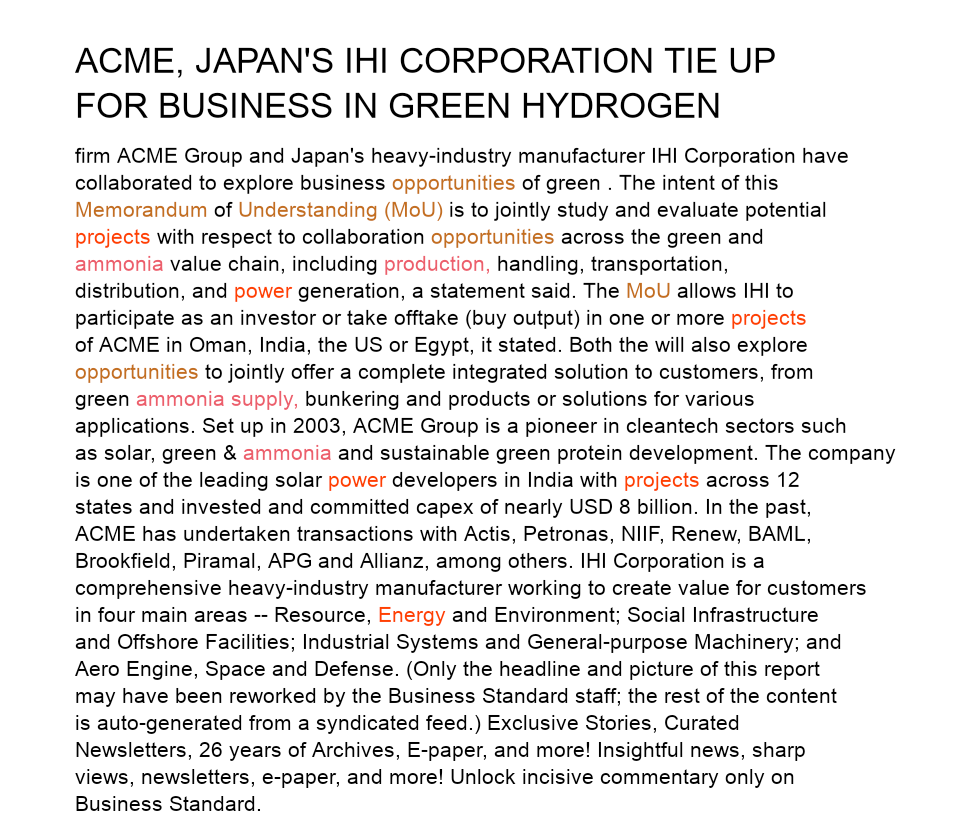 ACME, JAPAN'S IHI CORPORATION TIE UP
FOR BUSINESS IN GREEN HYDROGEN
firm ACME Group and Japan's heavy-industry manufacturer IHI Corporation have
collaborated to explore business opportunities of green . The intent of this
Memorandum of Understanding (MoU) is to jointly study and evaluate potential
projects with respect to collaboration opportunities across the green and
ammonia value chain, including production, handling, transportation,
distribution, and power generation, a statement said. The MoU allows IHI to
participate as an investor or take offtake (buy output) in one or more projects
of ACME in Oman, India, the US or Egypt, it stated. Both the will also explore
opportunities to jointly offer a complete integrated solution to customers, from
green ammonia supply, bunkering and products or solutions for various
applications. Set up in 2003, ACME Group is a pioneer in cleantech sectors such
as solar, green & ammonia and sustainable green protein development. The company
is one of the leading solar power developers in India with projects across 12
states and invested and committed capex of nearly USD 8 billion. In the past,
ACME has undertaken transactions with Actis, Petronas, NIIF, Renew, BAML,
Brookfield, Piramal, APG and Allianz, among others. IHI Corporation is a
comprehensive heavy-industry manufacturer working to create value for customers
in four main areas -- Resource, Energy and Environment; Social Infrastructure
and Offshore Facilities; Industrial Systems and General-purpose Machinery; and
Aero Engine, Space and Defense. (Only the headline and picture of this report
may have been reworked by the Business Standard staff; the rest of the content
is auto-generated from a syndicated feed.) Exclusive Stories, Curated
Newsletters, 26 years of Archives, E-paper, and more! Insightful news, sharp
views, newsletters, e-paper, and more! Unlock incisive commentary only on
Business Standard.